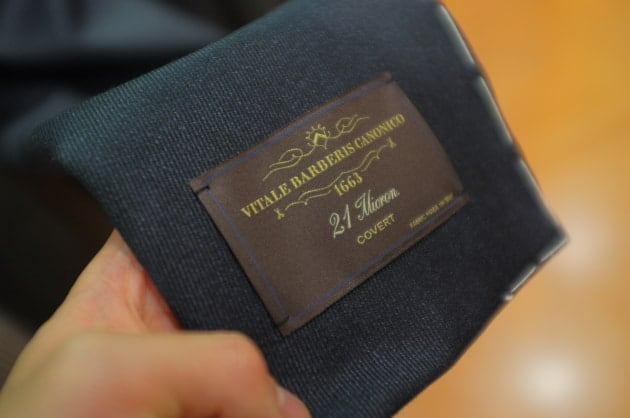 VITALE BARBERIS CANONICO
1663
21 Micron
COVERT